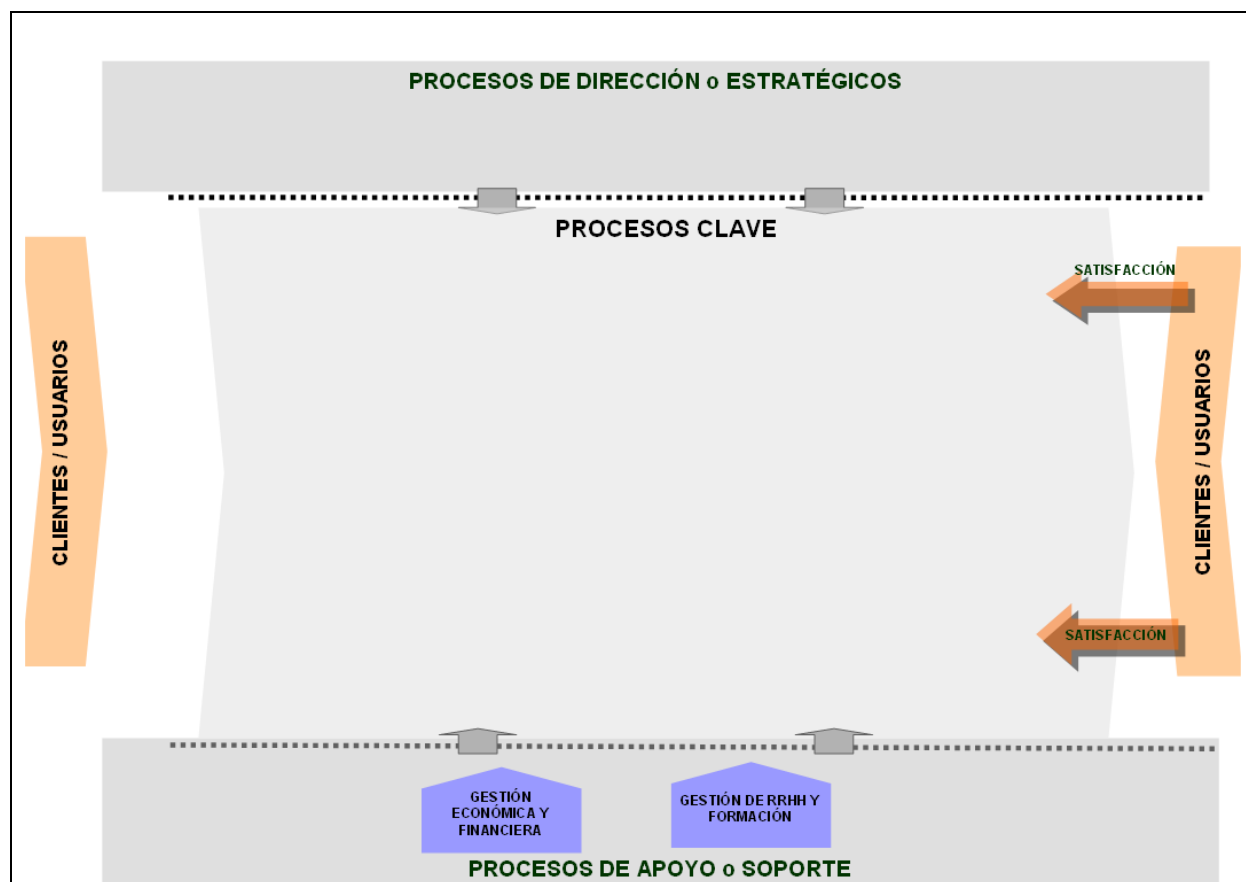 PROCESOS DE DIRECCIÓN o ESTRATÉGICOS
PROCESOS CLAVE
SATISFACCIÓN
CLIENTES / USUARIOS
CLIENTES / USUARIOS
SATISFACCIÓN
GESTIÓN
ECONÓMICA Y
FINANCIERA
GESTIÓN DE RRHH Y
FORMACIÓN
PROCESOS DE APOYO o SOPORTE